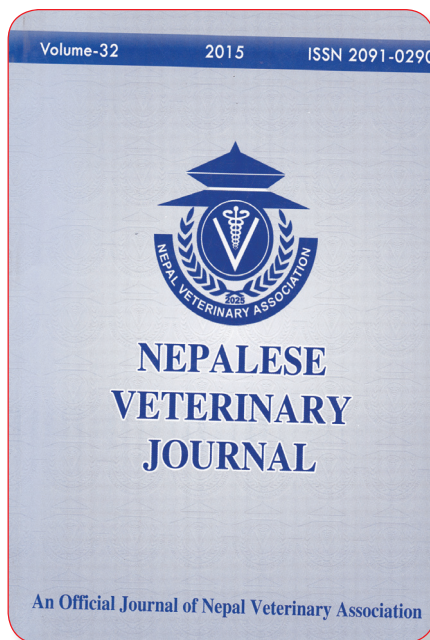 Volume-32 2015 ISSN 2091-0290
NEPAL VETERINARY ASSOCIATION
2025
NEPALESE
VETERINARY
JOURNAL
An Official Journal of Nepal Veterinary Association